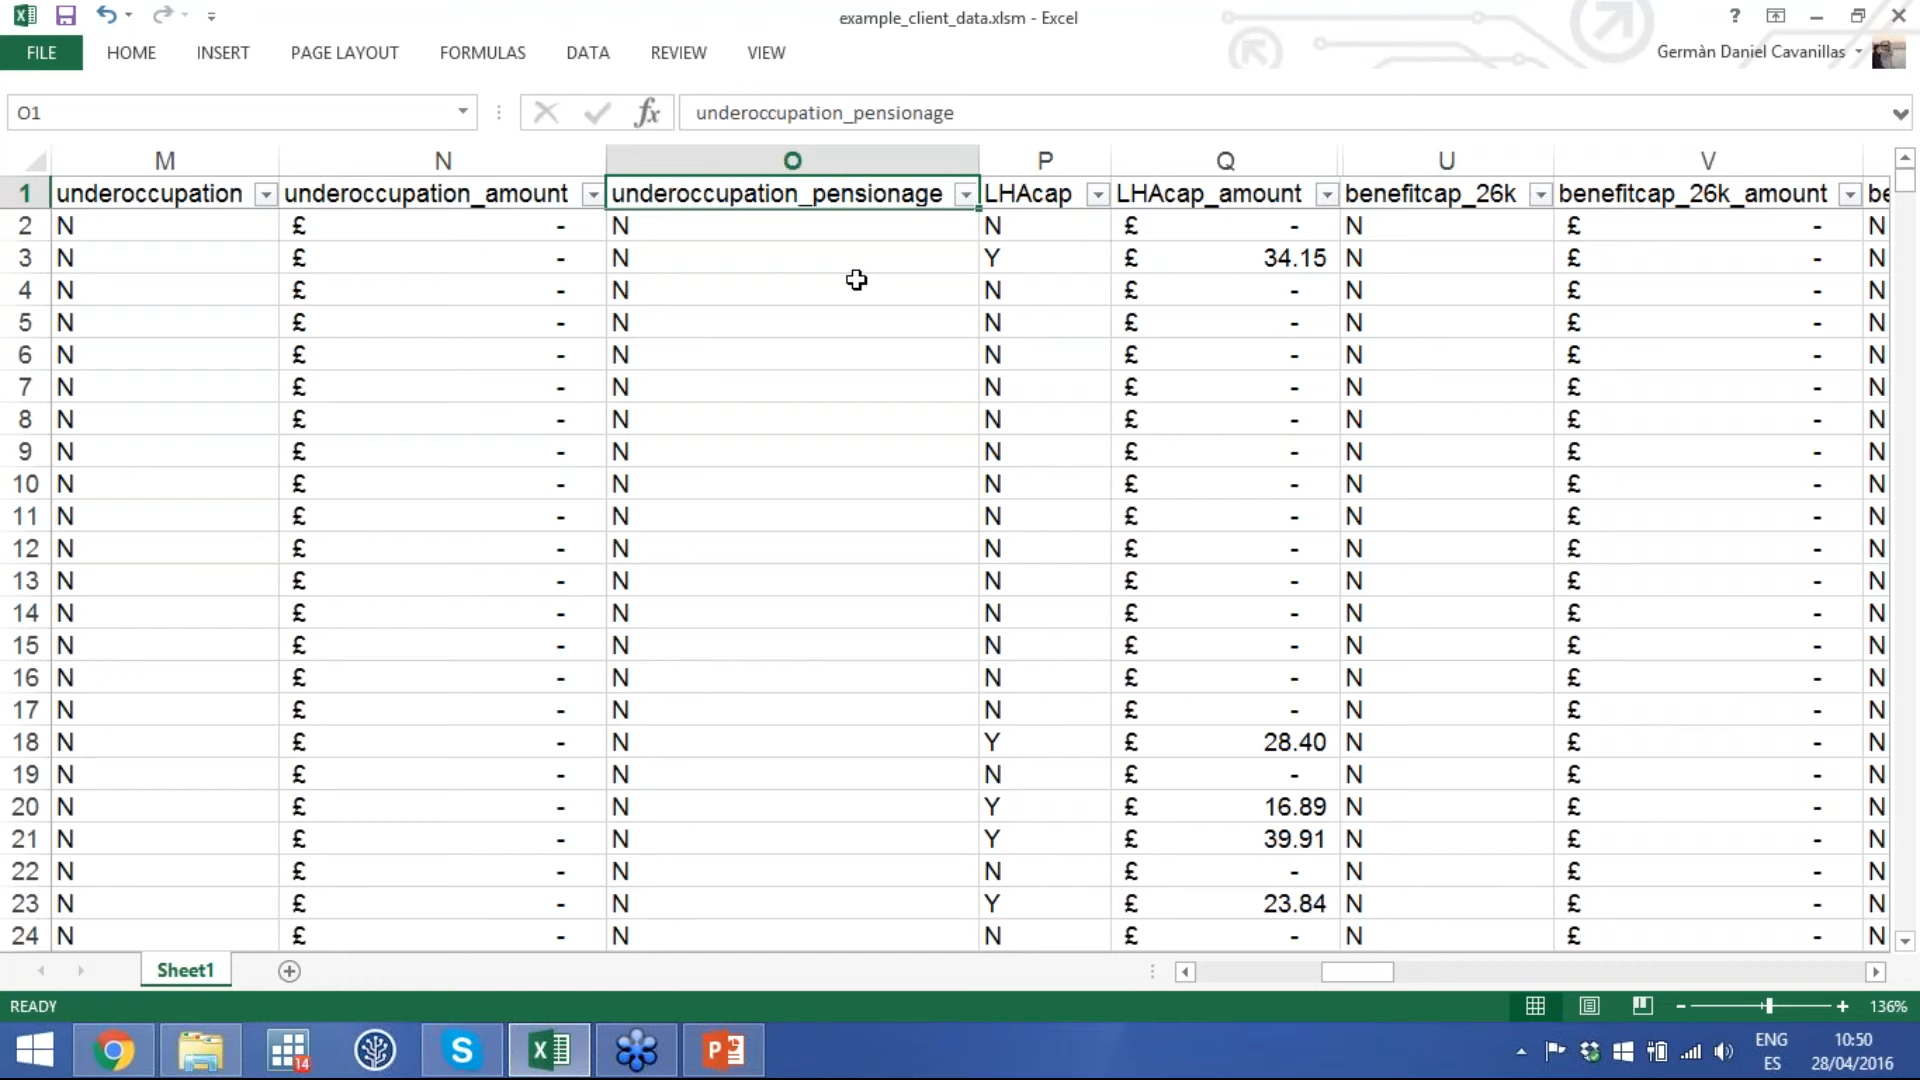 example_client_data.xlsm - Excel
?
FILE HOME INSERT PAGE LAYOUT FORMULAS DATA REVIEW VIEW Germàn Daniel Cavanillas
O1 fx underoccupation_pensionage
M N O P Q U V
1 underoccupation underoccupation_amount underoccupation_pensionage LHAcap LHAcap_amount benefitcap_26k benefitcap_26k_amount be
2 N £ - N N £ - N £ - N
3 N £ - N Y £ 34.15 N £ - N
4 N £ - N N £ - N £ - N
5 N £ - N N £ - N £ - N
6 N £ - N N £ - N £ - N
7 N £ - N N £ - N £ - N
8 N £ - N N £ - N £ - N
9 N £ - N N £ - N £ - N
10 N £ - N N £ - N £ - N
11 N £ - N N £ - N £ - N
12 N £ - N N £ - N £ - N
13 N £ - N N £ - N £ - N
14 N £ - N N £ - N £ - N
15 N £ - N N £ - N £ - N
16 N £ - N N £ - N £ - N
17 N £ - N N £ - N £ - N
18 N £ - N Y £ 28.40 N £ - N
19 N £ - N N £ - N £ - N
20 N £ - N Y £ 16.89 N £ - N
21 N £ - N Y £ 39.91 N £ - N
22 N £ - N N £ - N £ - N
23 N £ - N Y £ 23.84 N £ - N
24 N £ - N N £ - N £ - N
Sheet1
READY 136%
14
ENG 10:50
ES 28/04/2016